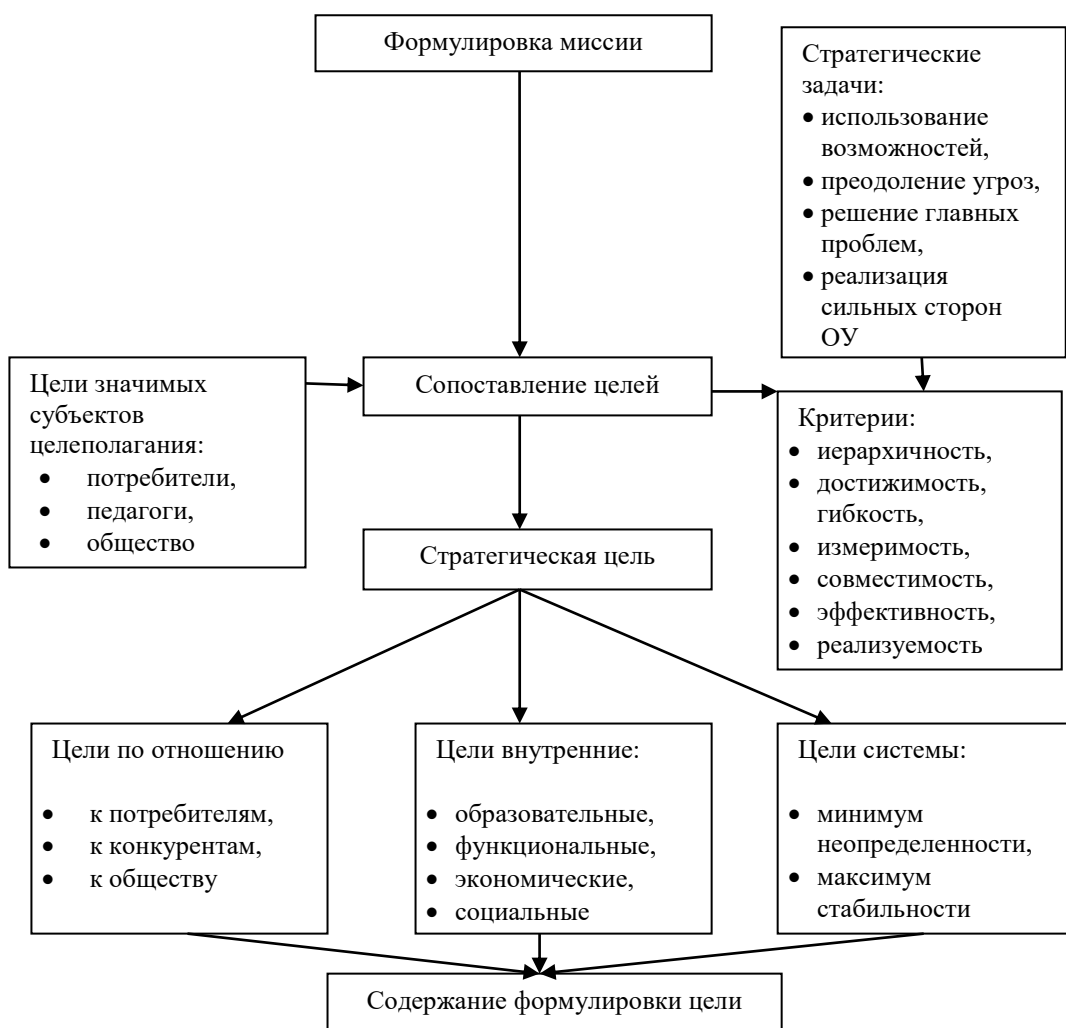 Формулировка миссии
Стратегические
задачи:
• использование
возможностей,
• преодоление угроз,
• решение главных
проблем,
• реализация
сильных сторон
ОУ
Цели значимых
субъектов
целеполагания:
• потребители,
• педагоги,
• общество
Сопоставление целей
Критерии:
• иерархичность,
• достижимость,
гибкость,
• измеримость,
• совместимость,
• эффективность,
• реализуемость
Стратегическая цель
Цели по отношению
• к потребителям,
• к конкурентам,
• к обществу
Цели внутренние:
• образовательные,
• функциональные,
• экономические,
• социальные
Цели системы:
• минимум
неопределенности,
• максимум
стабильности
Содержание формулировки цели